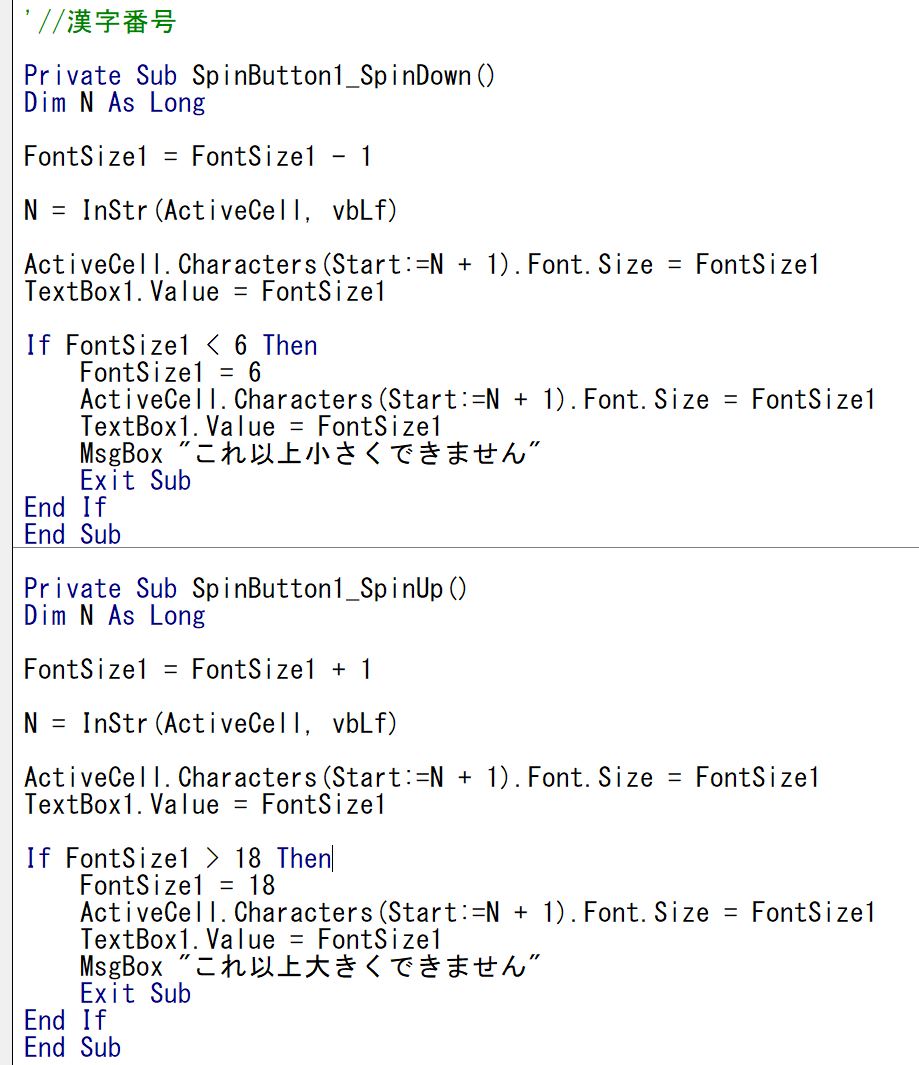 '//漢字番号
Private Sub SpinButton1_SpinDown()
Dim N As Long
FontSize1 = FontSize1 - 1
N = InStr(ActiveCell, vbLf)
ActiveCell.Characters(Start:=N + 1).Font.Size = FontSize1
TextBox1.Value = FontSize1
If FontSize1 < 6 Then
FontSize1 = 6
ActiveCell.Characters(Start:=N + 1).Font.Size = FontSize1
TextBox1.Value = FontSize1
MsgBox "これ以上小さくできません"
Exit Sub
End If
End Sub
Private Sub SpinButton1_SpinUp()
Dim N As Long
FontSize1 = FontSize1 + 1
N = InStr(ActiveCell, vbLf)
ActiveCell.Characters(Start:=N + 1).Font.Size = FontSize1
TextBox1.Value = FontSize1
If FontSize1 > 18 Then
FontSize1 = 18
ActiveCell.Characters(Start:=N + 1).Font.Size = FontSize1
TextBox1.Value = FontSize1
MsgBox "これ以上大きくできません"
Exit Sub
End If
End Sub